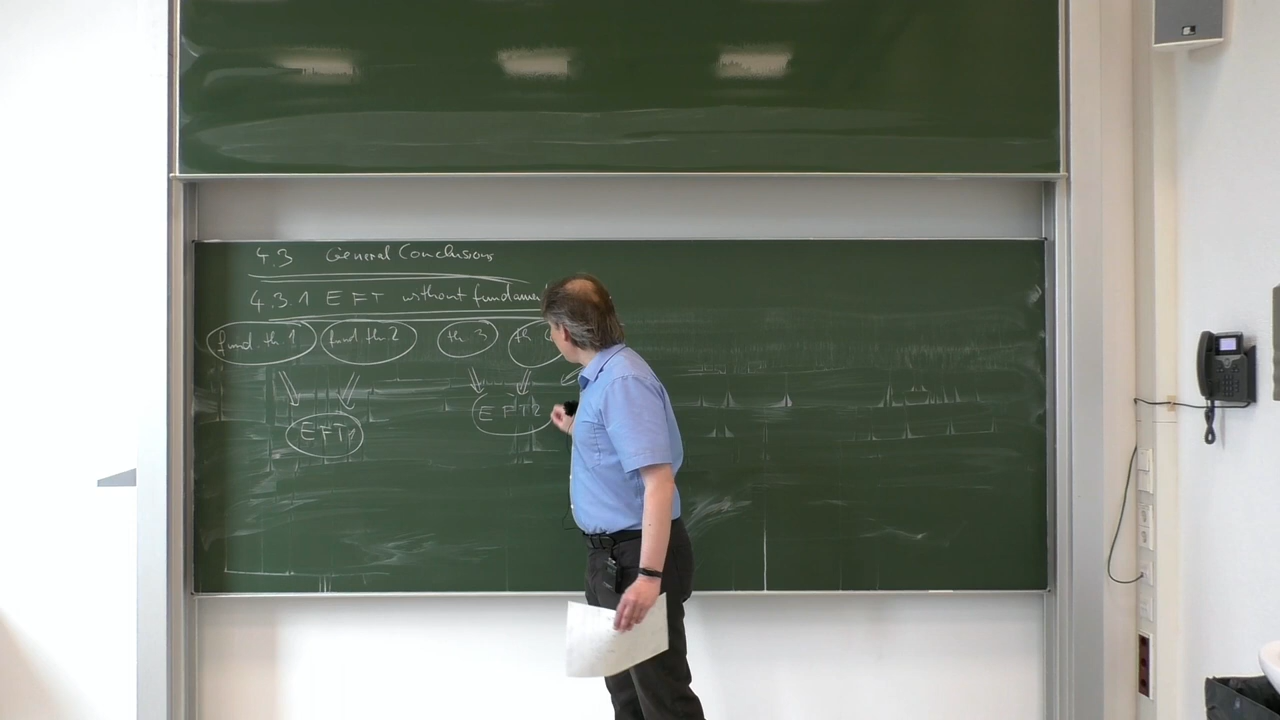 4.3 General Conclusions
4.3.1 EFT without fundamen
fund. th. 1 fund. th. 2 th 3 th
EFT1 EFT2